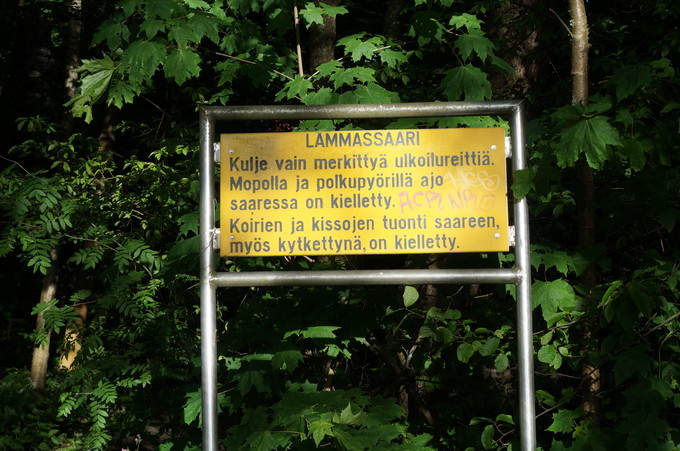 LAMMASSAARI
Kulje vain merkittyä ulkoilureittiä.
Mopolla ja polkupyörillä ajo
saaressa on kielletty.
Koirien ja kissojen tuonti saareen,
myös kytkettynä, on kielletty.